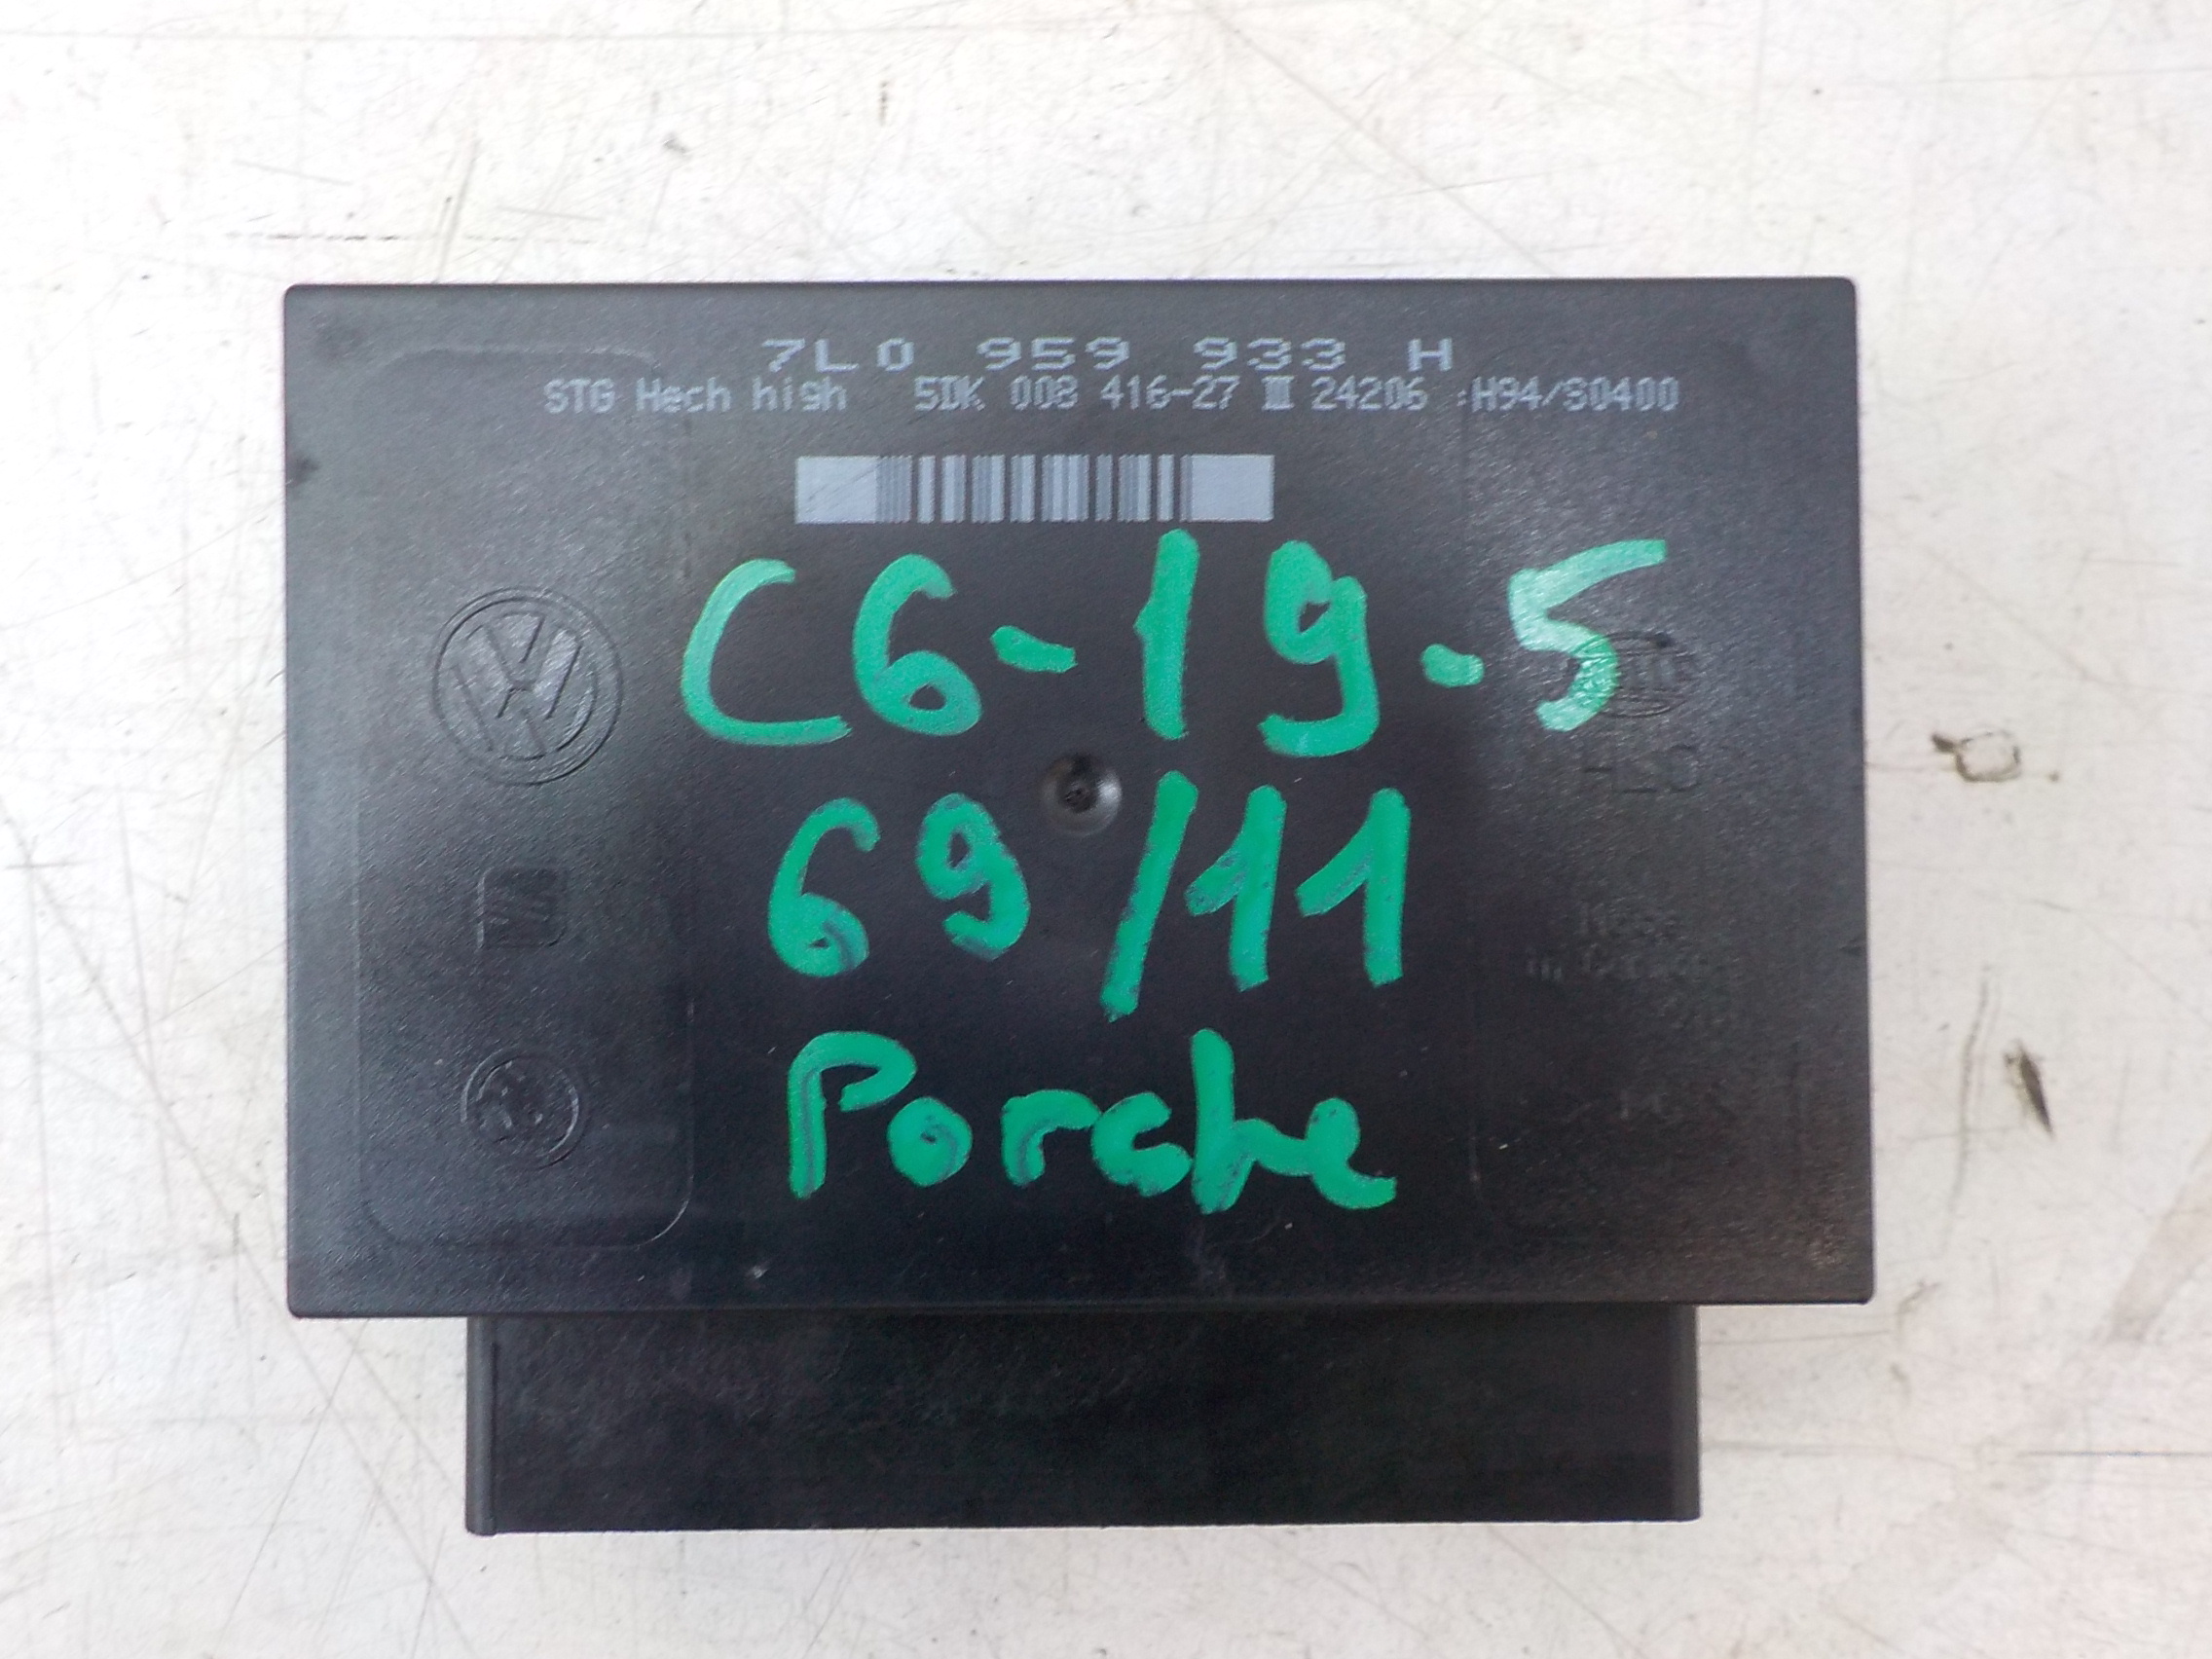 7L0 959 933 H
STG Hech high 5DK 008 416-27 III 24206 :H94/S0400
C6-19-5
69/11
Porche